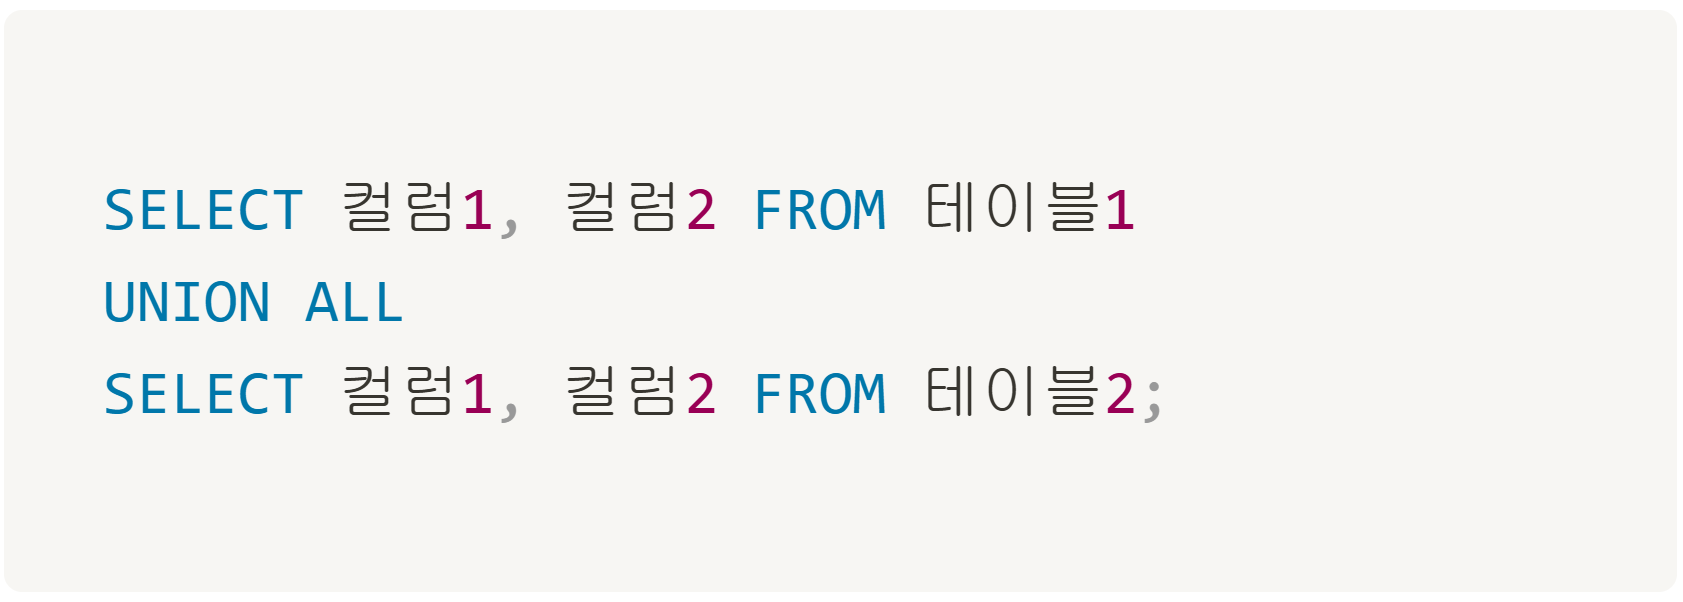 SELECT 컬럼1, 컬럼2 FROM 테이블1
UNION ALL
SELECT 컬럼1, 컬럼2 FROM 테이블2;